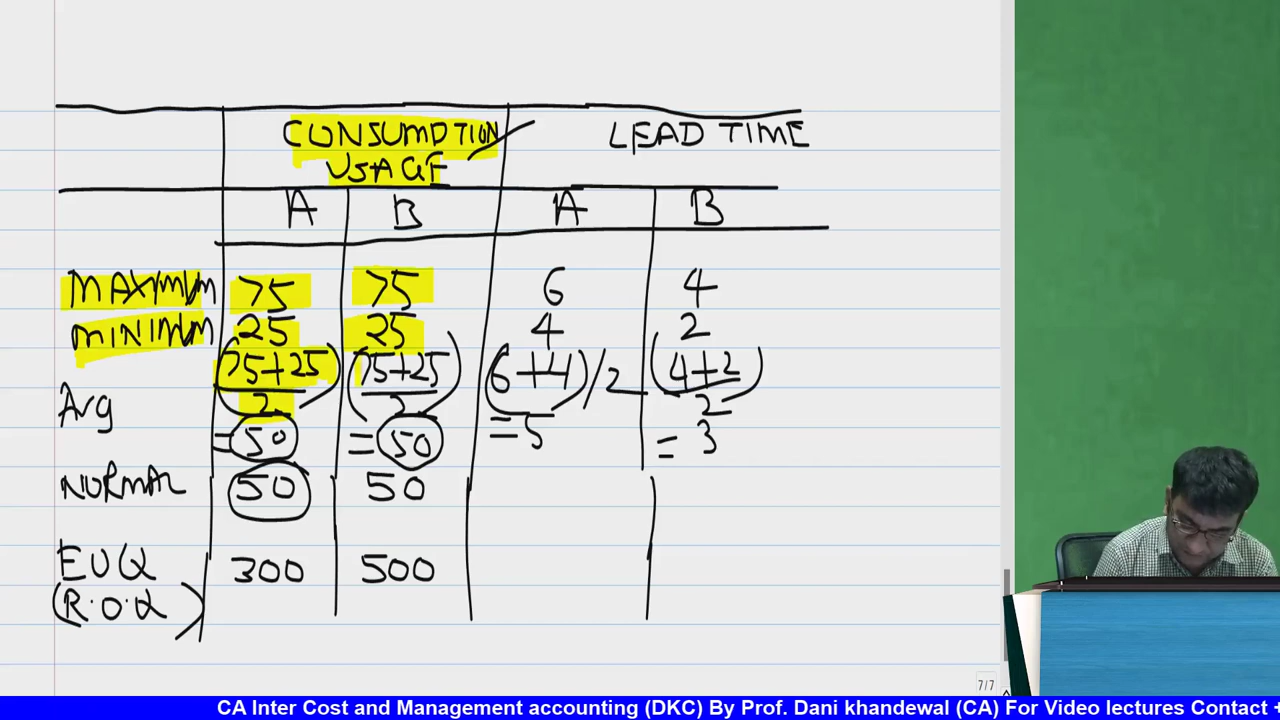 CONSUMPTION LEAD TIME
USAGE
A B A B
MAXIMUM 75 75 6 4
MINIMUM 25 25 4 2
(75+25) (75+25) (6+4)/2 (4+2)
Avg 2 2 2
=50 =50 =5 =3
NORMAL 50 50
EOQ 300 500
(R.O.Q)
7/7
CA Inter Cost and Management accounting (DKC) By Prof. Dani khandewal (CA) For Video lectures Contact